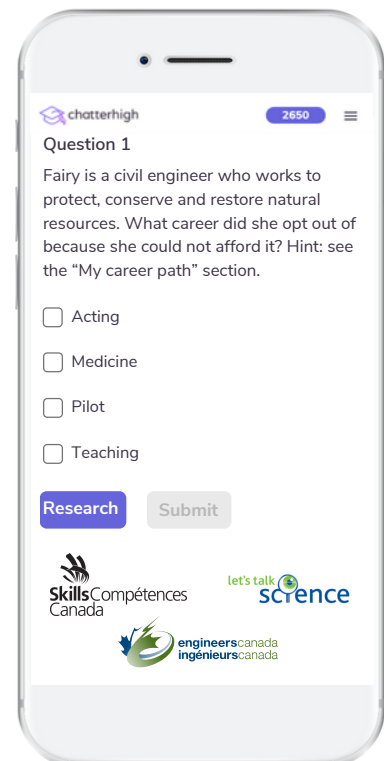 chatterhigh
2650
Question 1
Fairy is a civil engineer who works to
protect, conserve and restore natural
resources. What career did she opt out of
because she could not afford it? Hint: see
the “My career path” section.
Acting
Medicine
Pilot
Teaching
Research
Submit
SkillsCompétences
Canada
let's talk
science
engineerscanada
ingénieurscanada